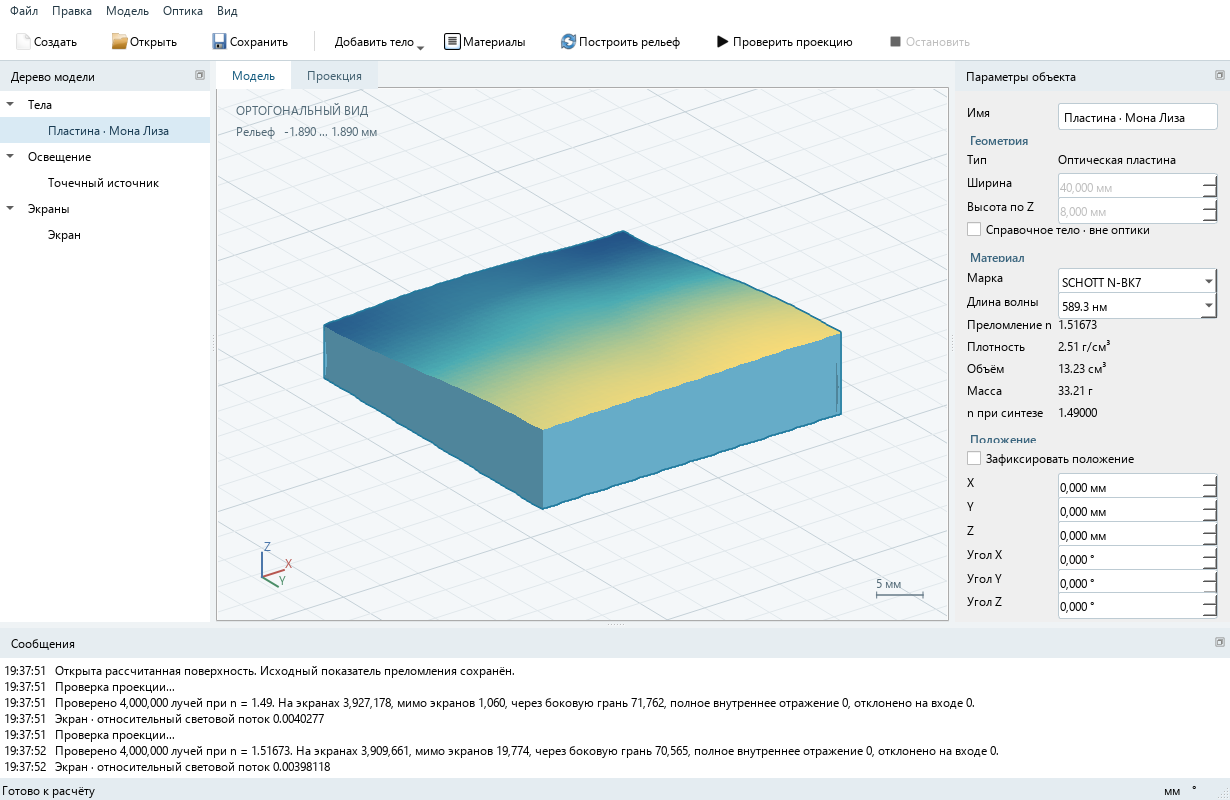 Файл Правка Модель Оптика Вид
Создать Открыть Сохранить Добавить тело Материалы Построить рельеф Проверить проекцию Остановить
Дерево модели
Тела
Пластина · Мона Лиза
Освещение
Точечный источник
Экраны
Экран
Модель Проекция
ОРТОГОНАЛЬНЫЙ ВИД
Рельеф -1.890 ... 1.890 мм
Z
X
Y
5 мм
Параметры объекта
Имя Пластина · Мона Лиза
Геометрия
Тип Оптическая пластина
Ширина 40,000 мм
Высота по Z 8,000 мм
Справочное тело · вне оптики
Материал
Марка SCHOTT N-BK7
Длина волны 589.3 нм
Преломление n 1.51673
Плотность 2.51 г/см³
Объём 13.23 см³
Масса 33.21 г
n при синтезе 1.49000
Положение
Зафиксировать положение
X 0,000 мм
Y 0,000 мм
Z 0,000 мм
Угол X 0,000 °
Угол Y 0,000 °
Угол Z 0,000 °
Сообщения
19:37:51 Открыта рассчитанная поверхность. Исходный показатель преломления сохранён.
19:37:51 Проверка проекции...
19:37:51 Проверено 4,000,000 лучей при n = 1.49. На экранах 3,927,178, мимо экранов 1,060, через боковую грань 71,762, полное внутреннее отражение 0, отклонено на входе 0.
19:37:51 Экран · относительный световой поток 0.0040277
19:37:51 Проверка проекции...
19:37:52 Проверено 4,000,000 лучей при n = 1.51673. На экранах 3,909,661, мимо экранов 19,774, через боковую грань 70,565, полное внутреннее отражение 0, отклонено на входе 0.
19:37:52 Экран · относительный световой поток 0.00398118
Готово к расчёту мм °